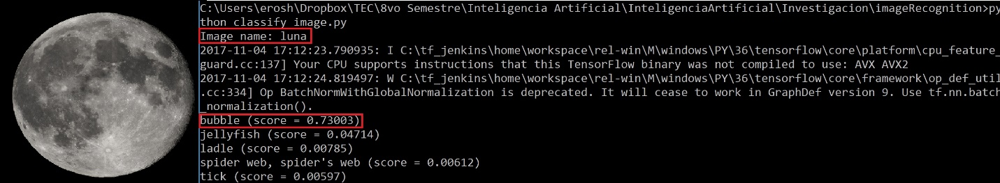 C:\Users\erosh\Dropbox\TEC\8vo Semestre\Inteligencia Artificial\InteligenciaArtificial\Investigacion\imageRecognition>py
thon classify image.py
Image name: luna
2017-11-04 17:12:23.790935: I C:\tf_jenkins\home\workspace\rel-win\M\windows\PY\36\tensorflow\core\platform\cpu_feature_
guard.cc:137] Your CPU supports instructions that this TensorFlow binary was not compiled to use: AVX AVX2
2017-11-04 17:12:24.819497: W C:\tf_jenkins\home\workspace\rel-win\M\windows\PY\36\tensorflow\core\framework\op_def_util
.cc:334] Op BatchNormWithGlobalNormalization is deprecated. It will cease to work in GraphDef version 9. Use tf.nn.batch
_normalization().
bubble (score = 0.73003)
jellyfish (score = 0.04714)
ladle (score = 0.00785)
spider web, spider's web (score = 0.00612)
tick (score = 0.00597)